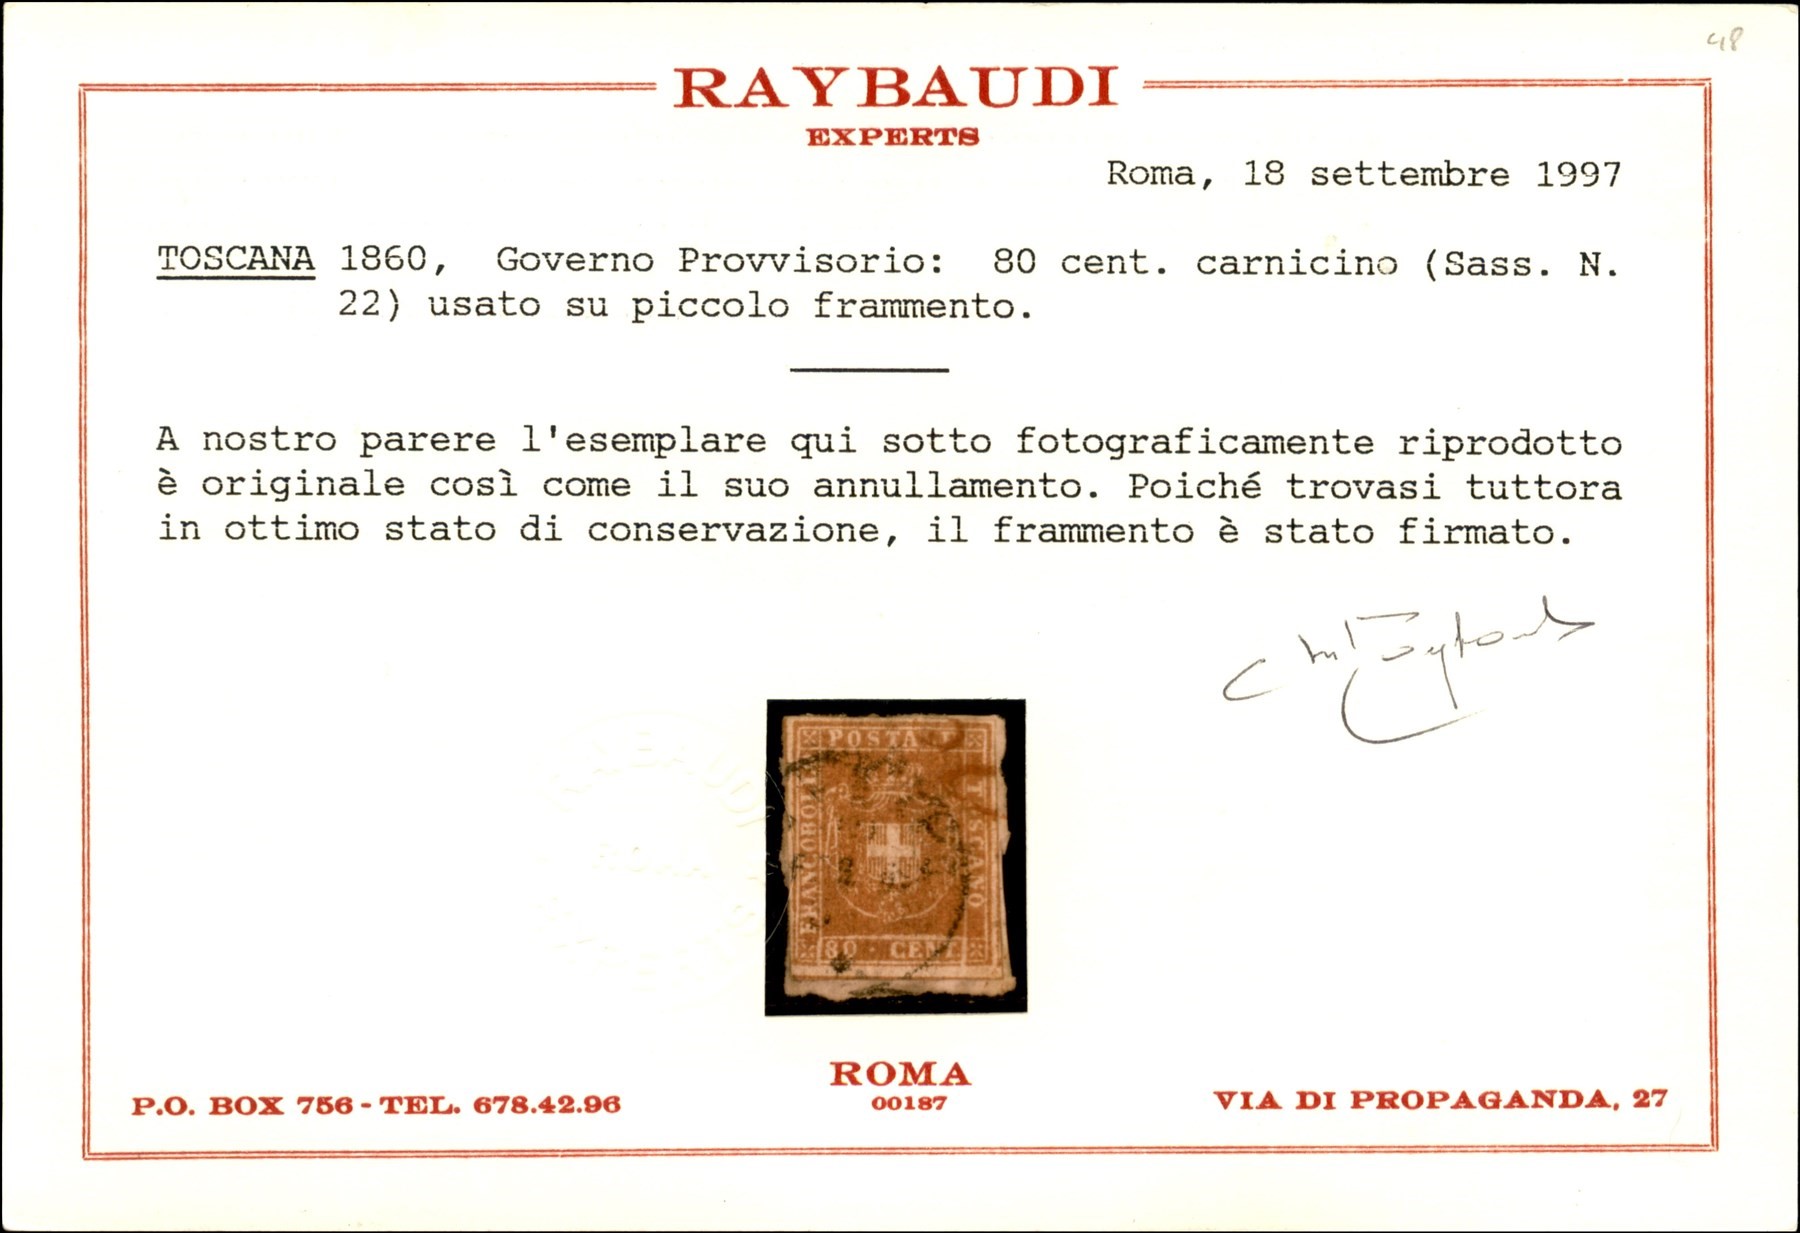 48
RAYBAUDI
EXPERTS
Roma, 18 settembre 1997
TOSCANA 1860, Governo Provvisorio: 80 cent. carnicino (Sass. N.
22) usato su piccolo frammento.
A nostro parere l'esemplare qui sotto fotograficamente riprodotto
è originale così come il suo annullamento. Poiché trovasi tuttora
in ottimo stato di conservazione, il frammento è stato firmato.
POSTA
FRANCOBOLLO
TOSCANO
80 CENT
ROMA
00187
P.O. BOX 756 - TEL. 678.42.96
VIA DI PROPAGANDA, 27